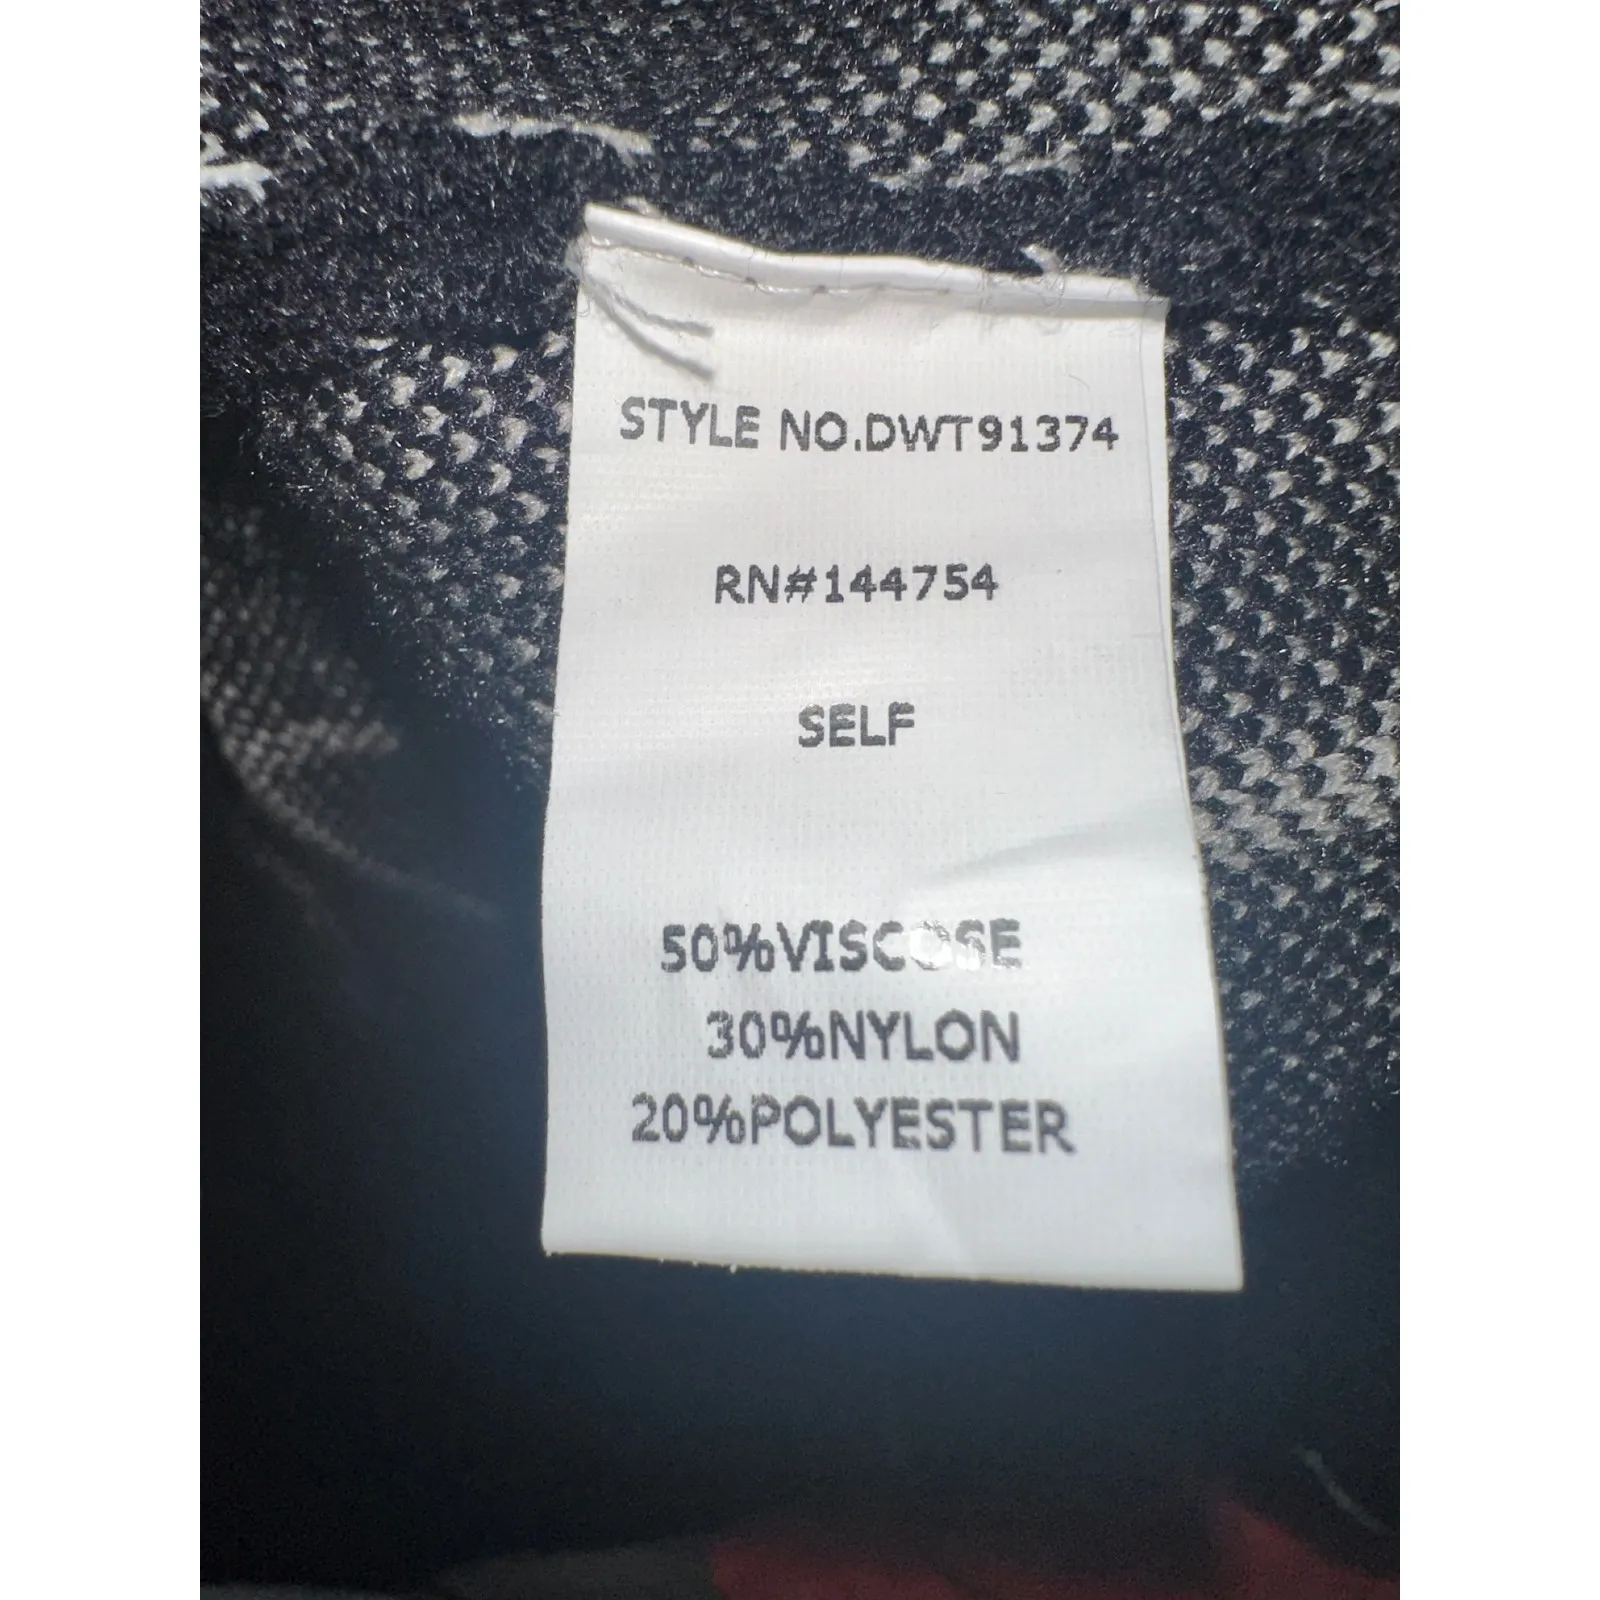 STYLE NO.DWT91374
RN#144754
SELF
50%VISCOSE
30%NYLON
20%POLYESTER